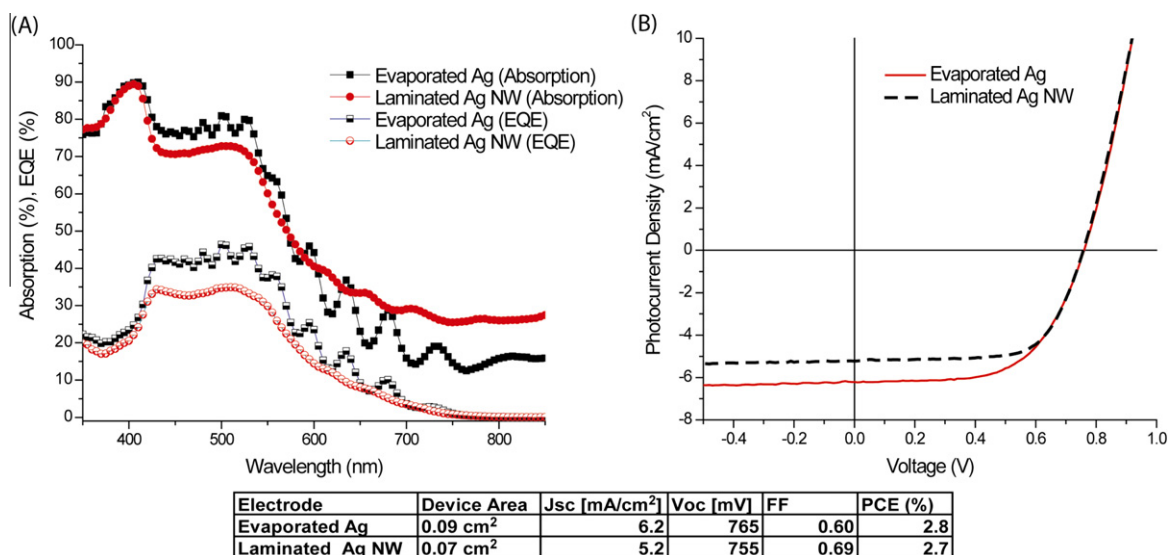 (A)
100
90
80
70
60
50
40
30
20
10
0
Absorption (%), EQE (%)
Evaporated Ag (Absorption)
Laminated Ag NW (Absorption)
Evaporated Ag (EQE)
Laminated Ag NW (EQE)
400 500 600 700 800
Wavelength (nm)
(B)
10
8
6
4
2
0
-2
-4
-6
-8
Photocurrent Density (mA/cm²)
Evaporated Ag
Laminated Ag NW
-0.4 -0.2 0.0 0.2 0.4 0.6 0.8 1.0
Voltage (V)
Electrode Device Area Jsc [mA/cm²] Voc [mV] FF PCE (%)
Evaporated Ag 0.09 cm² 6.2 765 0.60 2.8
Laminated Ag NW 0.07 cm² 5.2 755 0.69 2.7